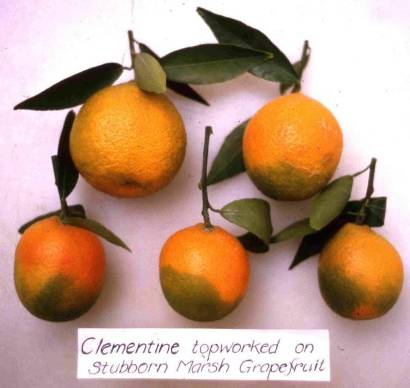 Clementine topworked on
stubborn Marsh Grapefruit